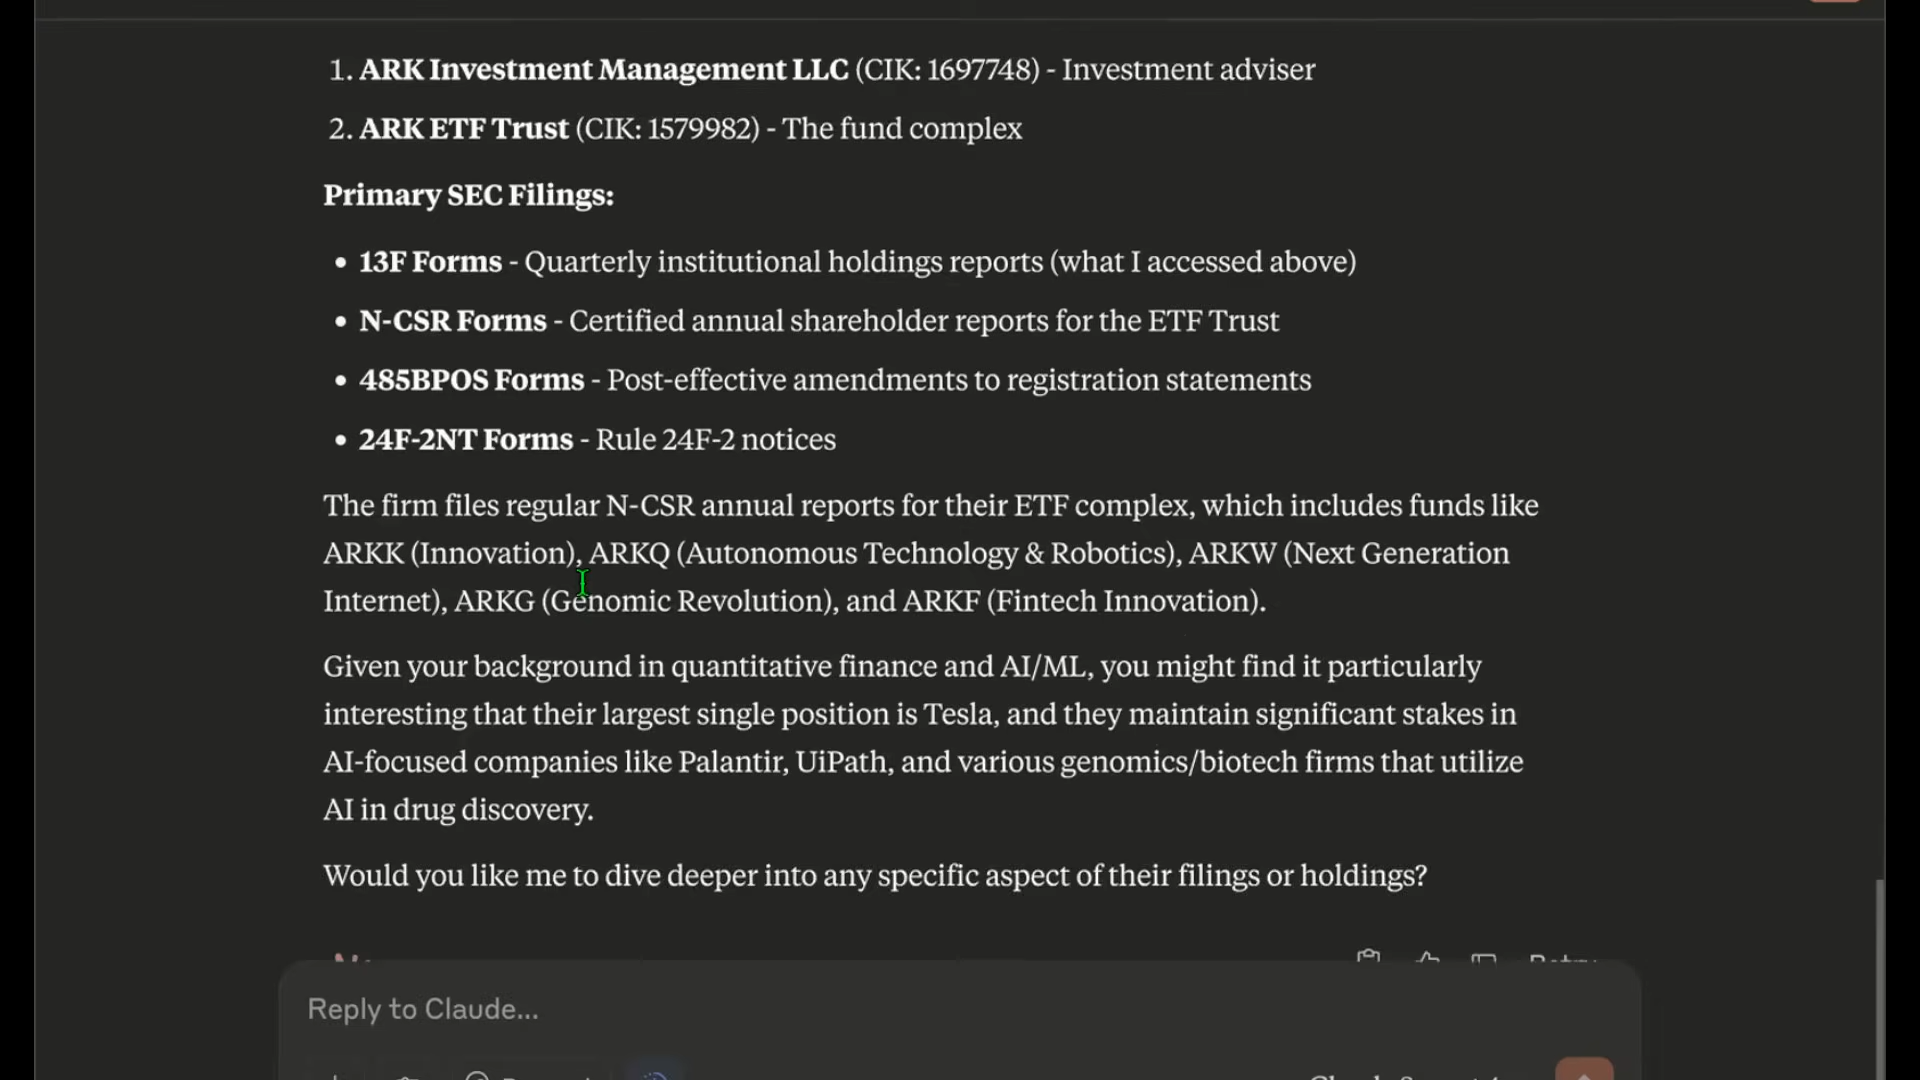 1. ARK Investment Management LLC (CIK: 1697748) - Investment adviser
2. ARK ETF Trust (CIK: 1579982) - The fund complex
Primary SEC Filings:
• 13F Forms - Quarterly institutional holdings reports (what I accessed above)
• N-CSR Forms - Certified annual shareholder reports for the ETF Trust
• 485BPOS Forms - Post-effective amendments to registration statements
• 24F-2NT Forms - Rule 24F-2 notices
The firm files regular N-CSR annual reports for their ETF complex, which includes funds like
ARKK (Innovation), ARKQ (Autonomous Technology & Robotics), ARKW (Next Generation
Internet), ARKG (Genomic Revolution), and ARKF (Fintech Innovation).
Given your background in quantitative finance and AI/ML, you might find it particularly
interesting that their largest single position is Tesla, and they maintain significant stakes in
AI-focused companies like Palantir, UiPath, and various genomics/biotech firms that utilize
AI in drug discovery.
Would you like me to dive deeper into any specific aspect of their filings or holdings?
Retry
Reply to Claude...